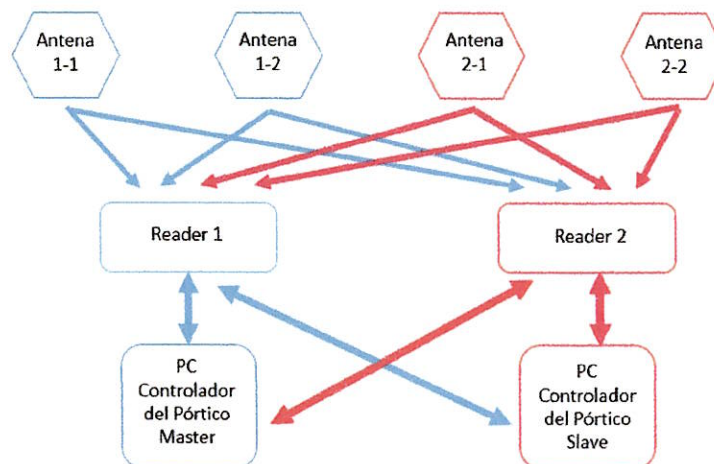 Antena
1-1
Antena
1-2
Antena
2-1
Antena
2-2
Reader 1
Reader 2
PC
Controlador
del Pórtico
Master
PC
Controlador
del Pórtico
Slave